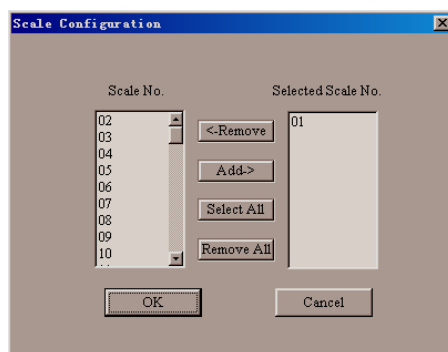 Scale Configuration
Scale No.
Selected Scale No.
02
03
04
05
06
07
08
09
10
<-Remove
Add->
Select All
Remove All
01
OK
Cancel